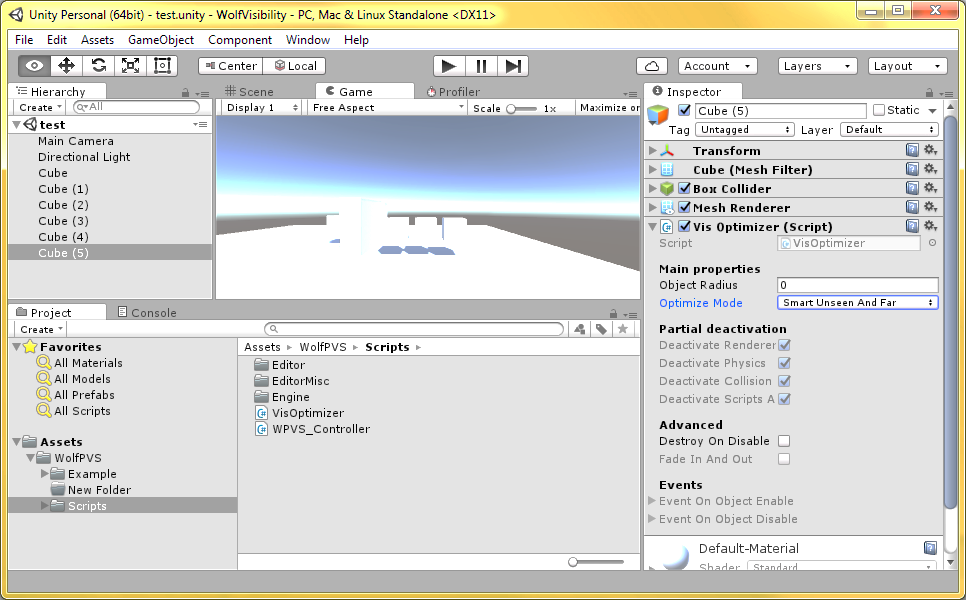 Unity Personal (64bit) - test.unity - WolfVisibility - PC, Mac & Linux Standalone <DX11>
File Edit Assets GameObject Component Window Help
Center Local Account Layers Layout
Hierarchy
Create All
test
Main Camera
Directional Light
Cube
Cube (1)
Cube (2)
Cube (3)
Cube (4)
Cube (5)
Scene Game Profiler
Display 1 Free Aspect Scale 1x Maximize or
Inspector
Cube (5) Static
Tag Untagged Layer Default
Transform
Cube (Mesh Filter)
Box Collider
Mesh Renderer
Vis Optimizer (Script)
Script VisOptimizer
Main properties
Object Radius 0
Optimize Mode Smart Unseen And Far
Partial deactivation
Deactivate Renderer
Deactivate Physics
Deactivate Collision
Deactivate Scripts A
Advanced
Destroy On Disable
Fade In And Out
Events
Event On Object Enable
Event On Object Disable
Default-Material
Shader Standard
Project Console
Create
Favorites
All Materials
All Models
All Prefabs
All Scripts
Assets
WolfPVS
Example
New Folder
Scripts
Assets WolfPVS Scripts
Editor
EditorMisc
Engine
VisOptimizer
WPVS_Controller